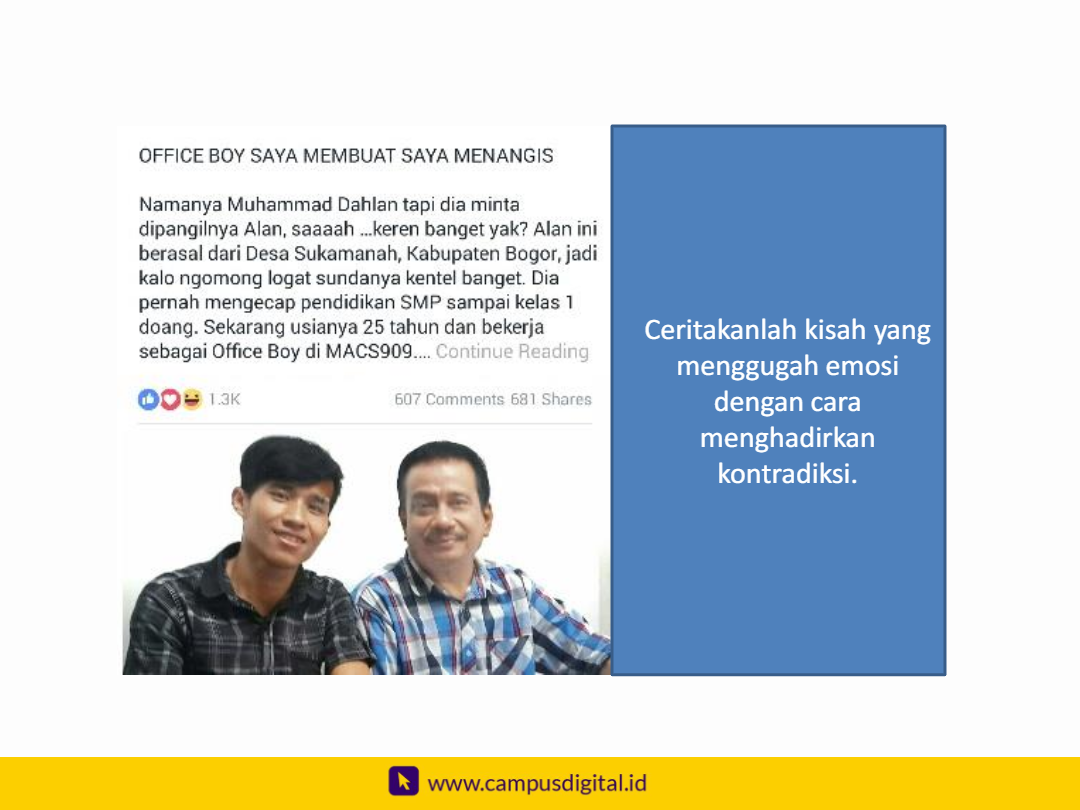 OFFICE BOY SAYA MEMBUAT SAYA MENANGIS
Namanya Muhammad Dahlan tapi dia minta
dipangilnya Alan, saaaah ...keren banget yak? Alan ini
berasal dari Desa Sukamanah, Kabupaten Bogor, jadi
kalo ngomong logat sundanya kentel banget. Dia
pernah mengecap pendidikan SMP sampai kelas 1
doang. Sekarang usianya 25 tahun dan bekerja
sebagai Office Boy di MACS909.... Continue Reading
1.3K
607 Comments 681 Shares
Ceritakanlah kisah yang
menggugah emosi
dengan cara
menghadirkan
kontradiksi.
www.campusdigital.id